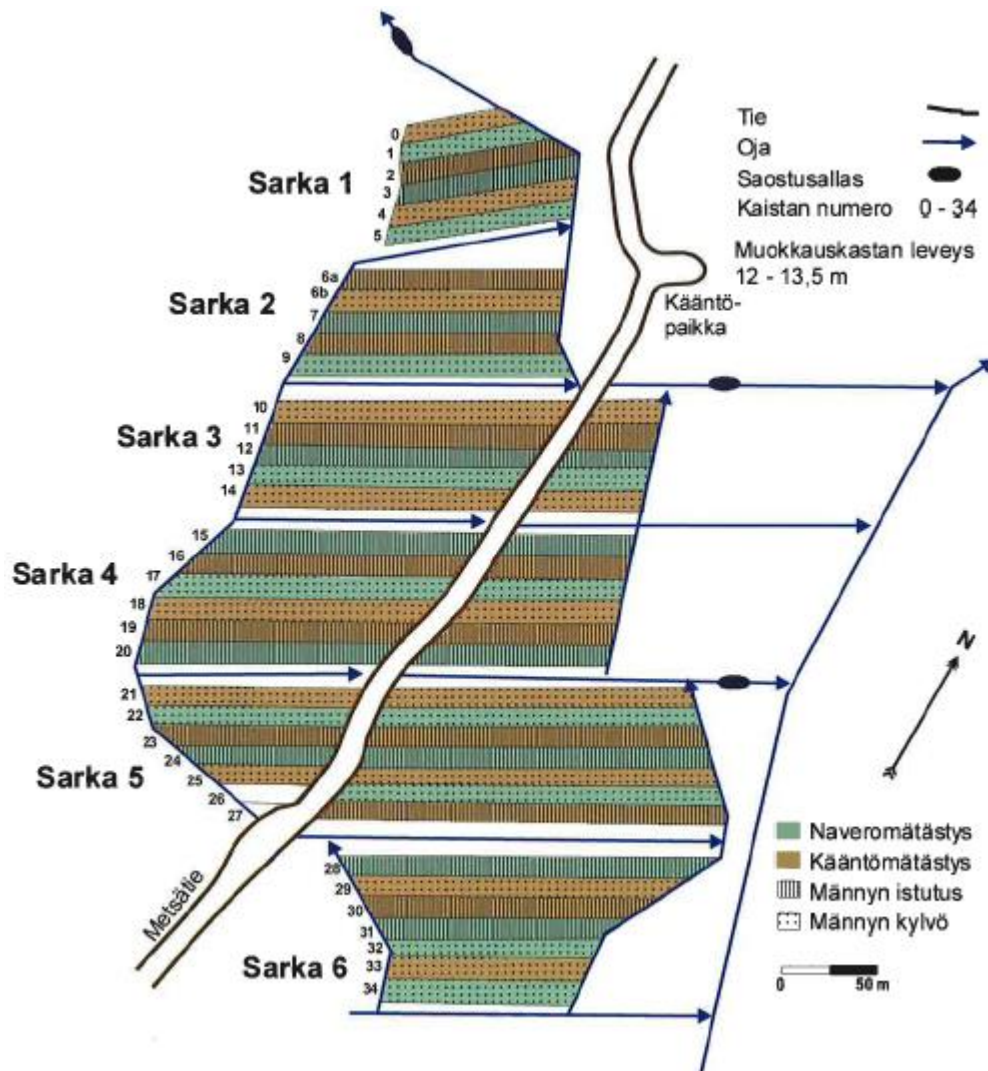 Tie
Oja
Saostusallas
Kaistan numero 0 - 34
Muokkauskastan leveys
12 - 13,5 m
Kääntö-
paikka
Sarka 1
0
1
2
3
4
5
Sarka 2
6a
6b
7
8
9
Sarka 3
10
11
12
13
14
Sarka 4
15
16
17
18
19
20
Sarka 5
21
22
23
24
25
26
27
N
Metsätie
Sarka 6
28
29
30
31
32
33
34
Naveromätästys
Kääntömätästys
Männyn istutus
Männyn kylvö
0 50 m